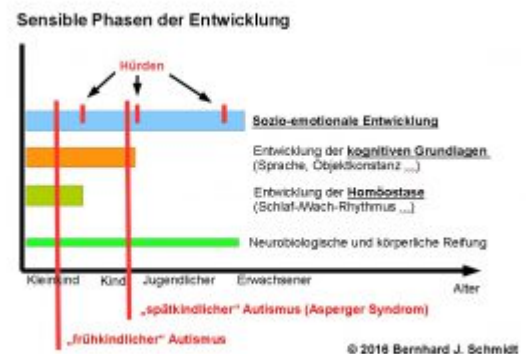 Sensible Phasen der Entwicklung
Hürden
Sozio-emotionale Entwicklung
Entwicklung der kognitiven Grundlagen
(Sprache, Objektkonstanz ...)
Entwicklung der Homöostase
(Schlaf-/Wach-Rhythmus ...)
Neurobiologische und körperliche Reifung
Kleinkind Kind Jugendlicher Erwachsener
Alter
„spätkindlicher“ Autismus (Asperger Syndrom)
„frühkindlicher“ Autismus
© 2016 Bernhard J. Schmidt